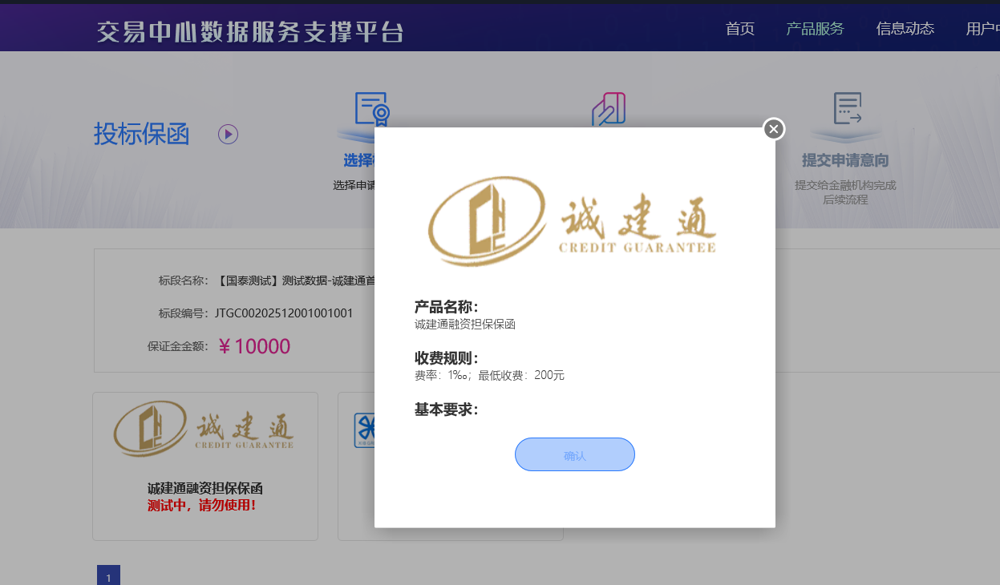 交易中心数据服务支撑平台
首页 产品服务 信息动态 用户
投标保函
选择
选择申请
提交申请意向
提交给金融机构完成
后续流程
诚建通
CREDIT GUARANTEE
产品名称：
诚建通融资担保保函
收费规则：
费率：1‰；最低收费：200元
基本要求：
确认
标段名称：【国泰测试】测试数据-诚建通首
标段编号：JTGC00202512001001001
保证金金额：￥10000
诚建通
CREDIT GUARANTEE
诚建通融资担保保函
测试中，请勿使用！
1